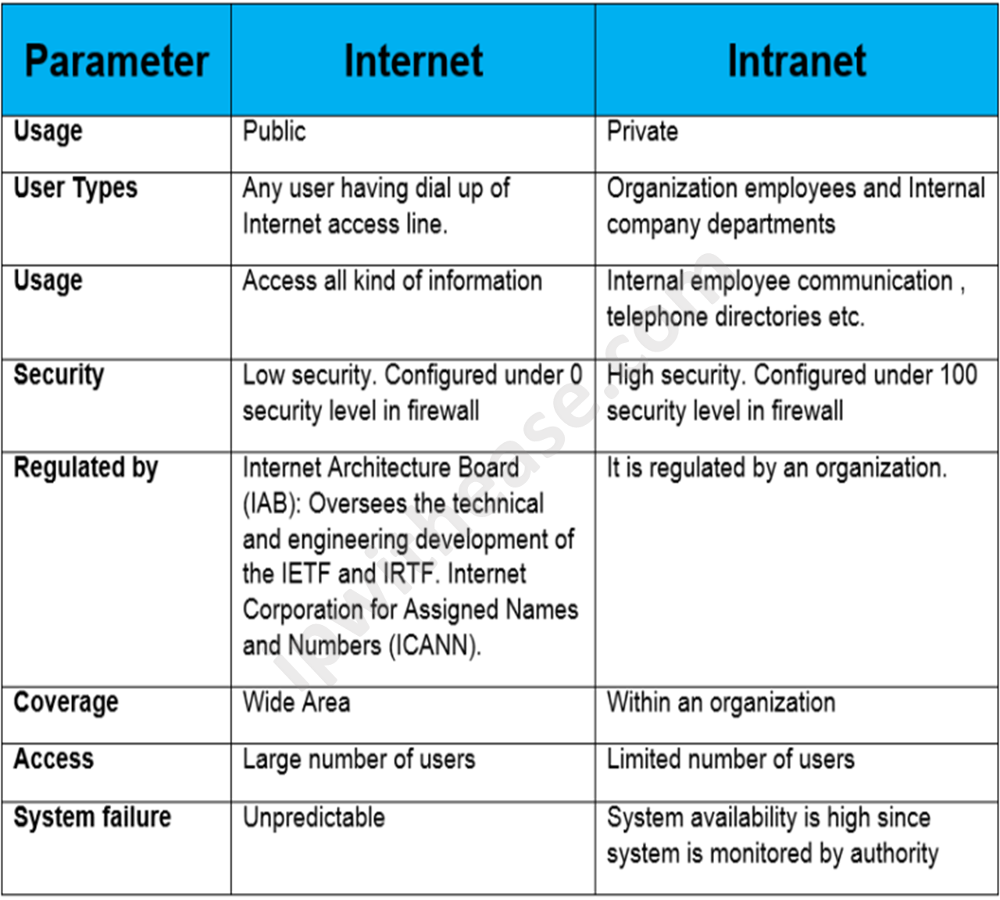 Parameter Internet Intranet
Usage Public Private
User Types Any user having dial up of Organization employees and Internal
Internet access line. company departments
Usage Access all kind of information Internal employee communication ,
telephone directories etc.
Security Low security. Configured under 0 High security. Configured under 100
security level in firewall security level in firewall
Regulated by Internet Architecture Board It is regulated by an organization.
(IAB): Oversees the technical
and engineering development of
the IETF and IRTF. Internet
Corporation for Assigned Names
and Numbers (ICANN).
Coverage Wide Area Within an organization
Access Large number of users Limited number of users
System failure Unpredictable System availability is high since
system is monitored by authority
ipwithease.com